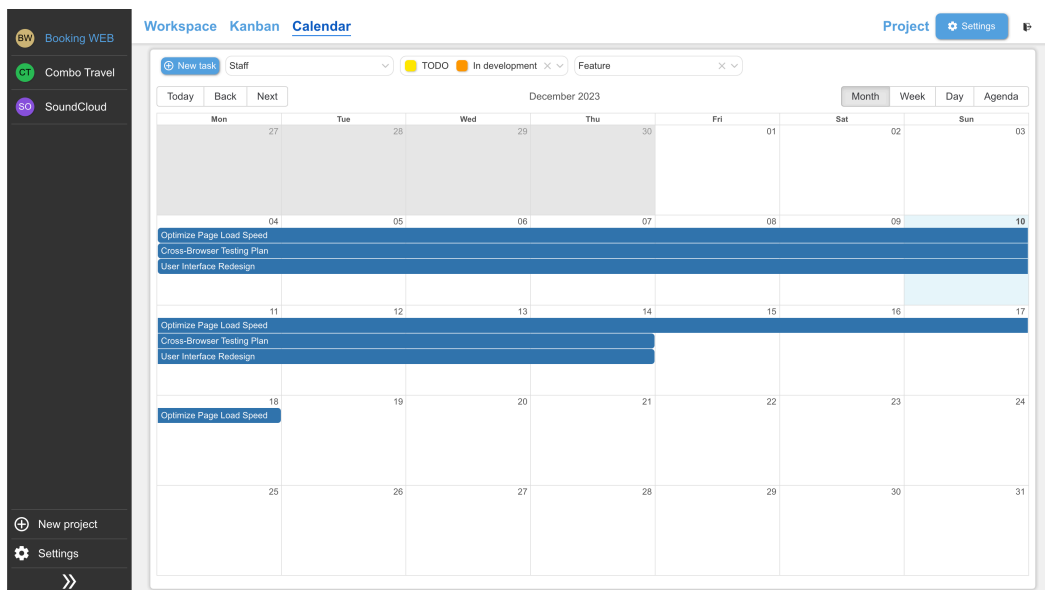 BW Booking WEB
CT Combo Travel
SO SoundCloud
New project
Settings
Workspace Kanban Calendar
Project Settings
New task Staff TODO In development Feature
Today Back Next December 2023 Month Week Day Agenda
Mon Tue Wed Thu Fri Sat Sun
27 28 29 30 01 02 03
04 05 06 07 08 09 10
Optimize Page Load Speed
Cross-Browser Testing Plan
User Interface Redesign
11 12 13 14 15 16 17
Optimize Page Load Speed
Cross-Browser Testing Plan
User Interface Redesign
18 19 20 21 22 23 24
Optimize Page Load Speed
25 26 27 28 29 30 31